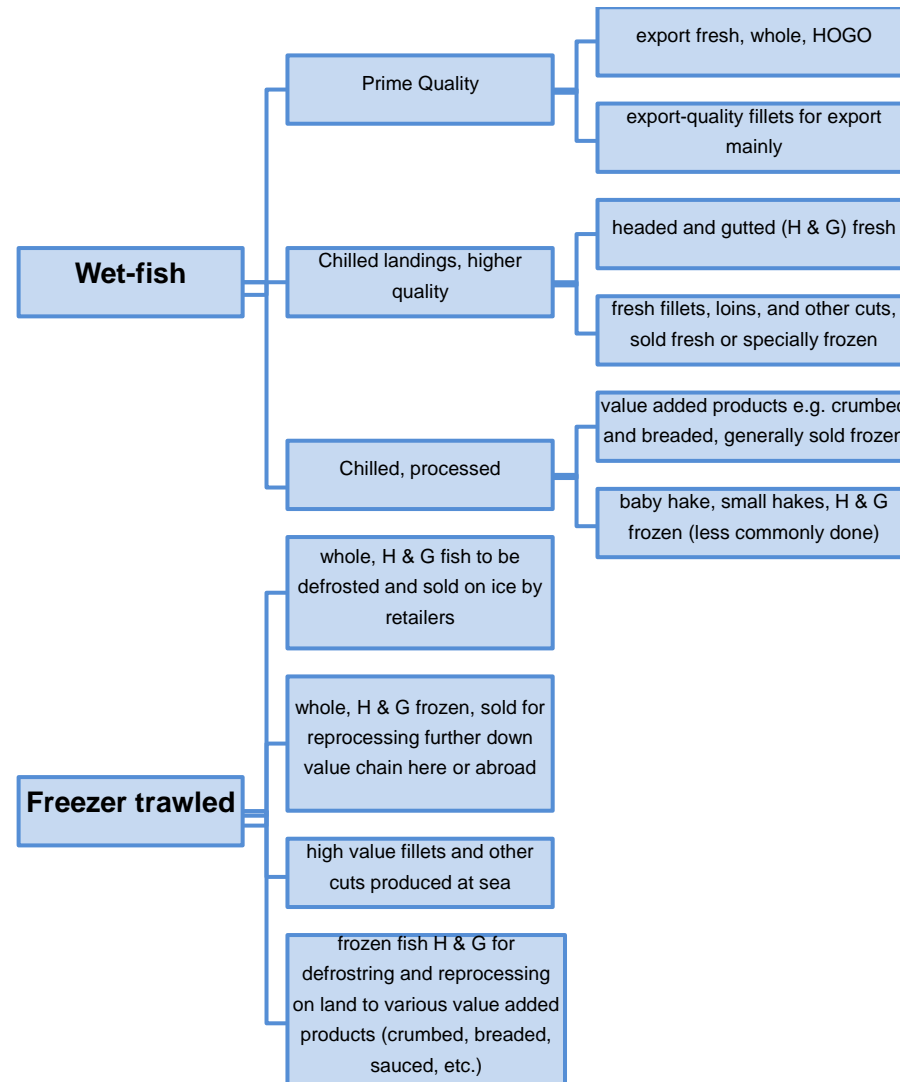 export fresh, whole, HOGO
Prime Quality
export-quality fillets for export
mainly
headed and gutted (H & G) fresh
Wet-fish
Chilled landings, higher
quality
fresh fillets, loins, and other cuts,
sold fresh or specially frozen
value added products e.g. crumbed
and breaded, generally sold frozen
Chilled, processed
baby hake, small hakes, H & G
frozen (less commonly done)
whole, H & G fish to be
defrosted and sold on ice by
retailers
whole, H & G frozen, sold for
reprocessing further down
value chain here or abroad
Freezer trawled
high value fillets and other
cuts produced at sea
frozen fish H & G for
defrostring and reprocessing
on land to various value added
products (crumbed, breaded,
sauced, etc.)